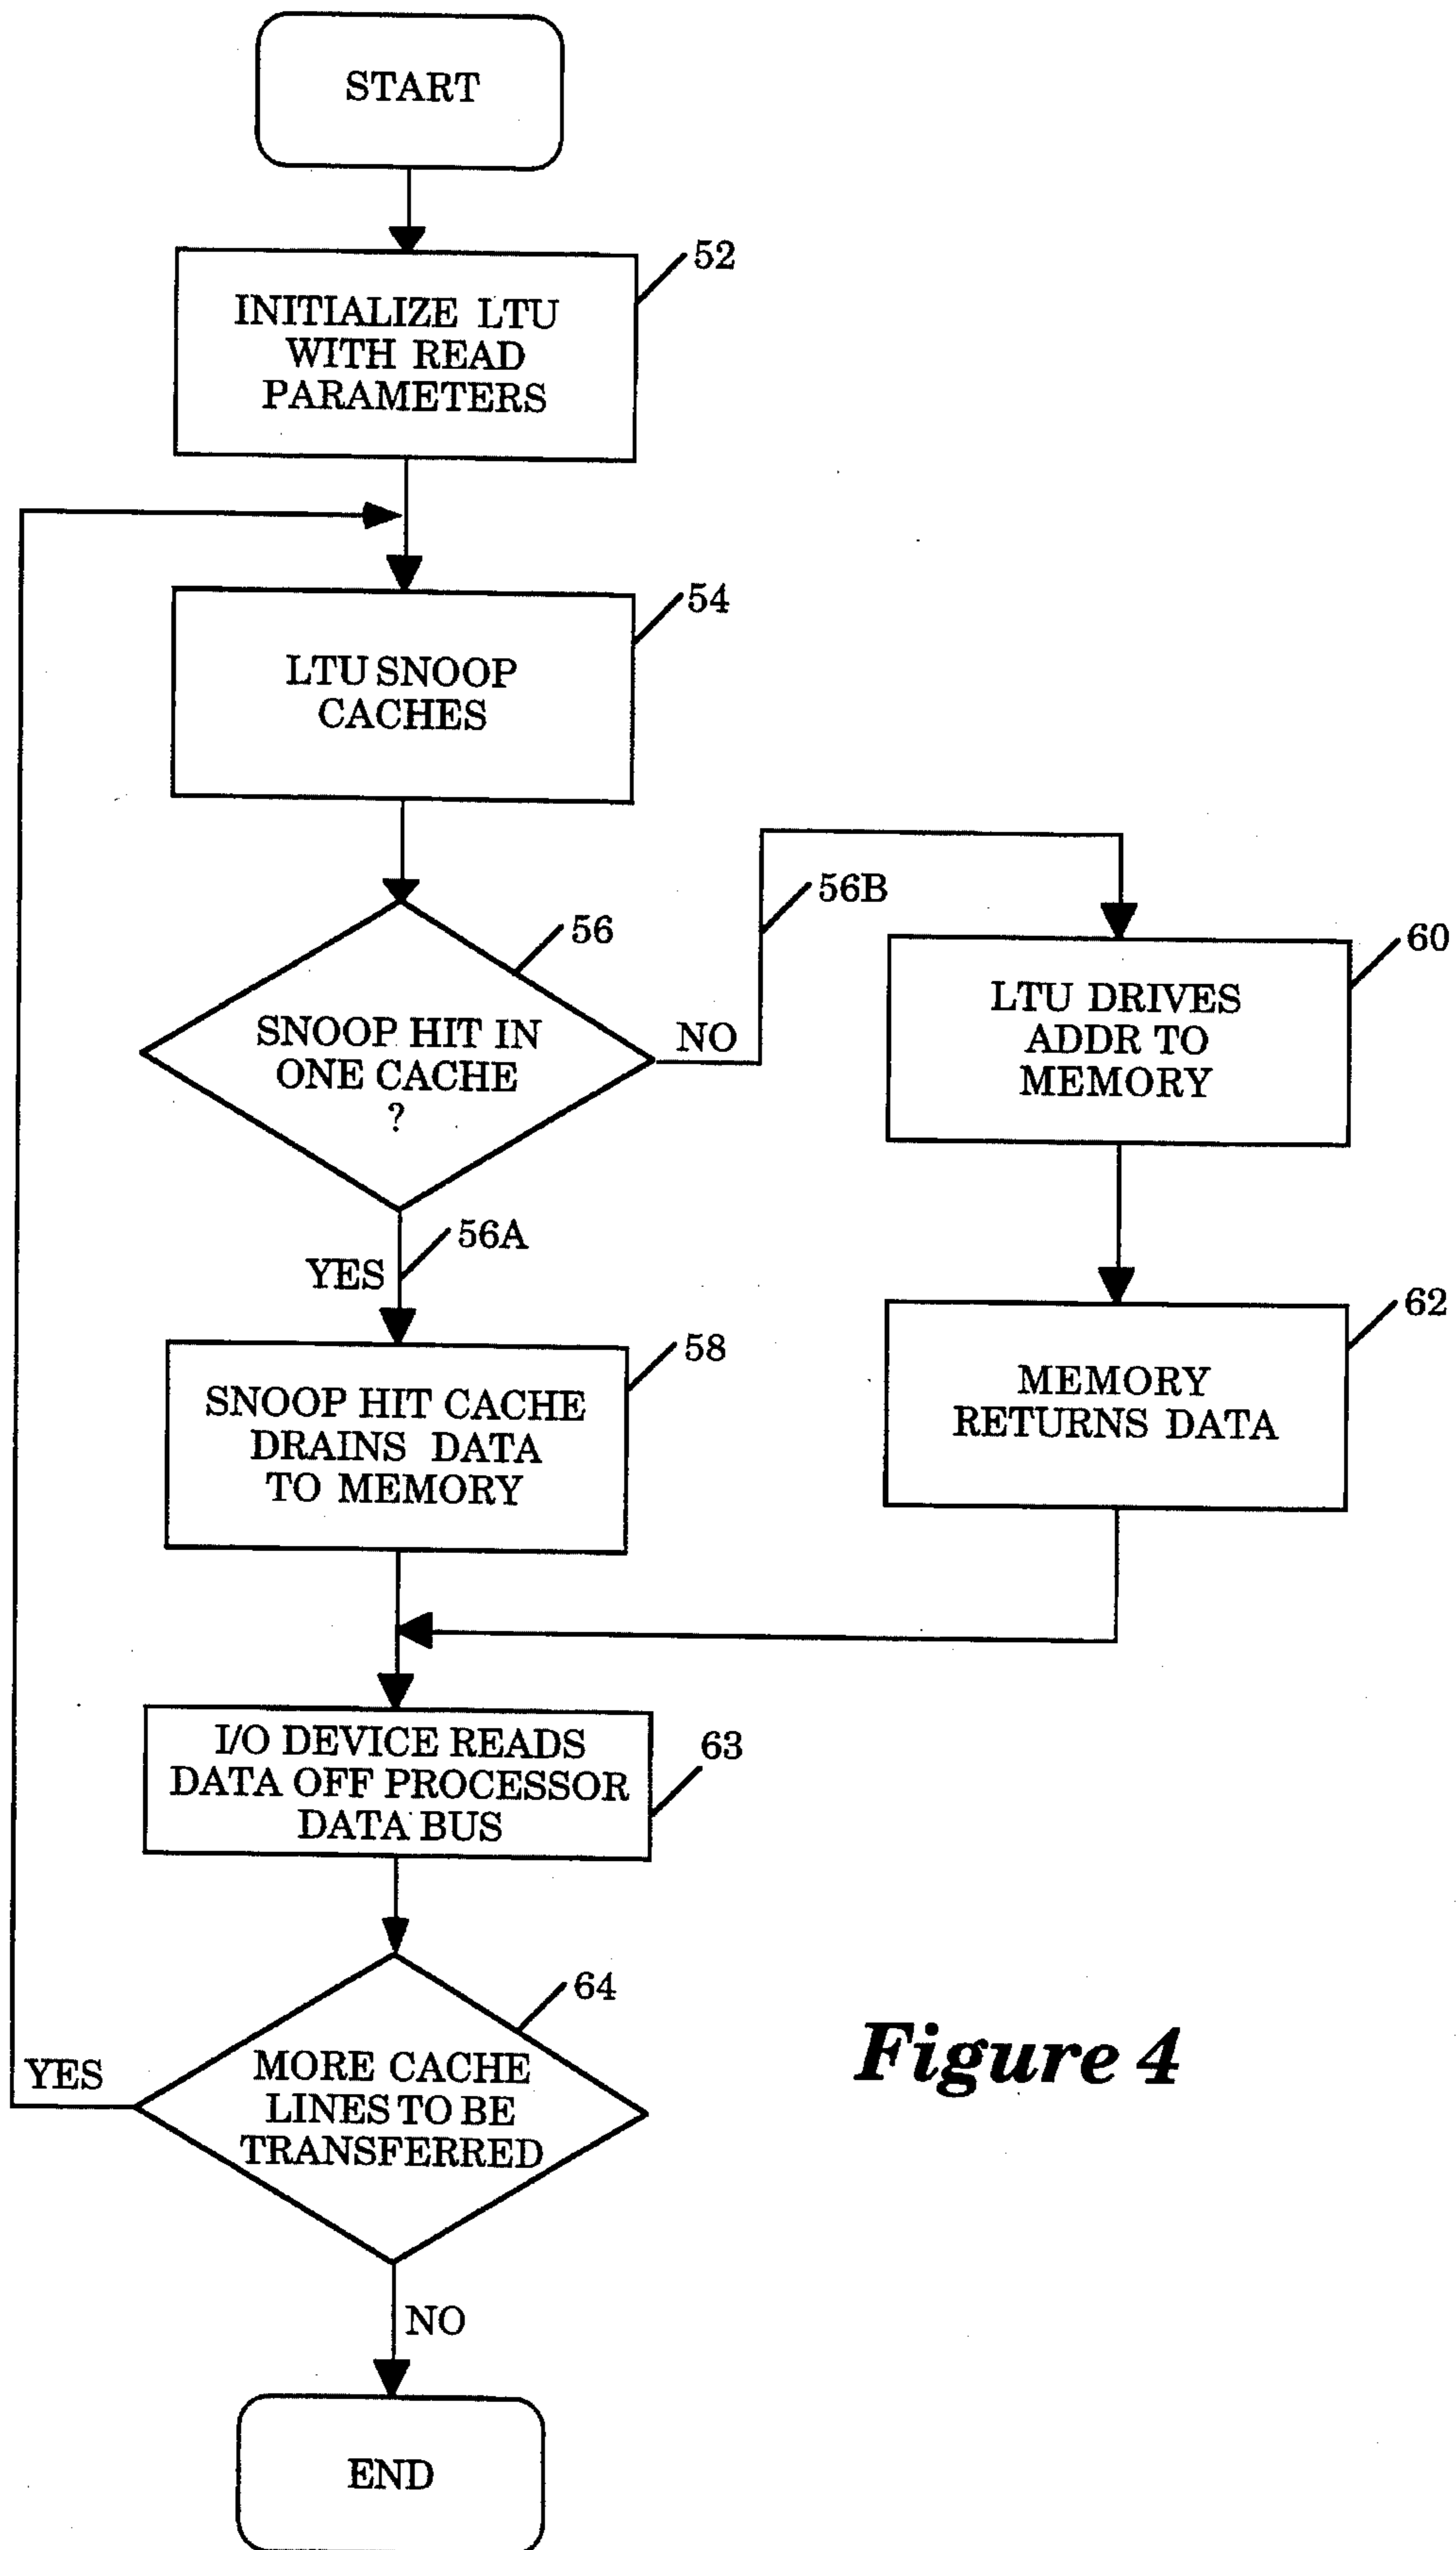 START
52
INITIALIZE LTU
WITH READ
PARAMETERS
54
LTU SNOOP
CACHES
56
SNOOP HIT IN
ONE CACHE
?
NO
56B
60
LTU DRIVES
ADDR TO
MEMORY
56A
YES
62
MEMORY
RETURNS DATA
58
SNOOP HIT CACHE
DRAINS DATA
TO MEMORY
I/O DEVICE READS
DATA OFF PROCESSOR
DATA BUS
63
64
MORE CACHE
LINES TO BE
TRANSFERRED
YES
NO
END
Figure 4